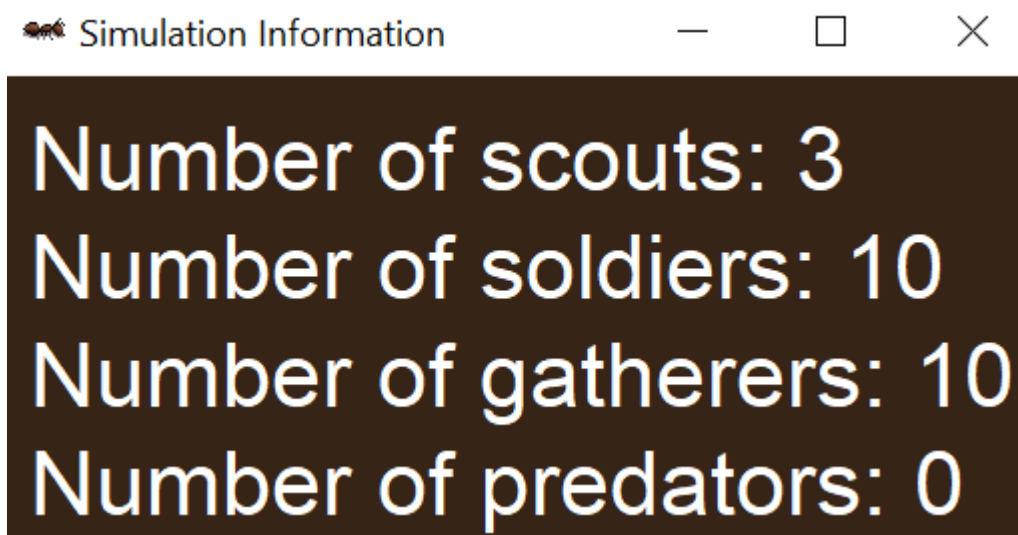 Simulation Information
Number of scouts: 3
Number of soldiers: 10
Number of gatherers: 10
Number of predators: 0